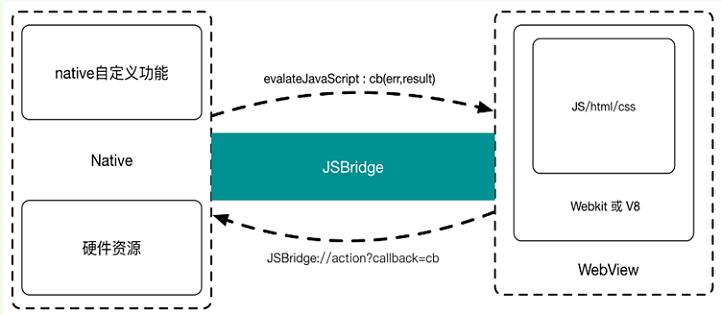 native自定义功能
Native
硬件资源
evalateJavaScript : cb(err,result)
JSBridge
JSBridge://action?callback=cb
JS/html/css
Webkit 或 V8
WebView